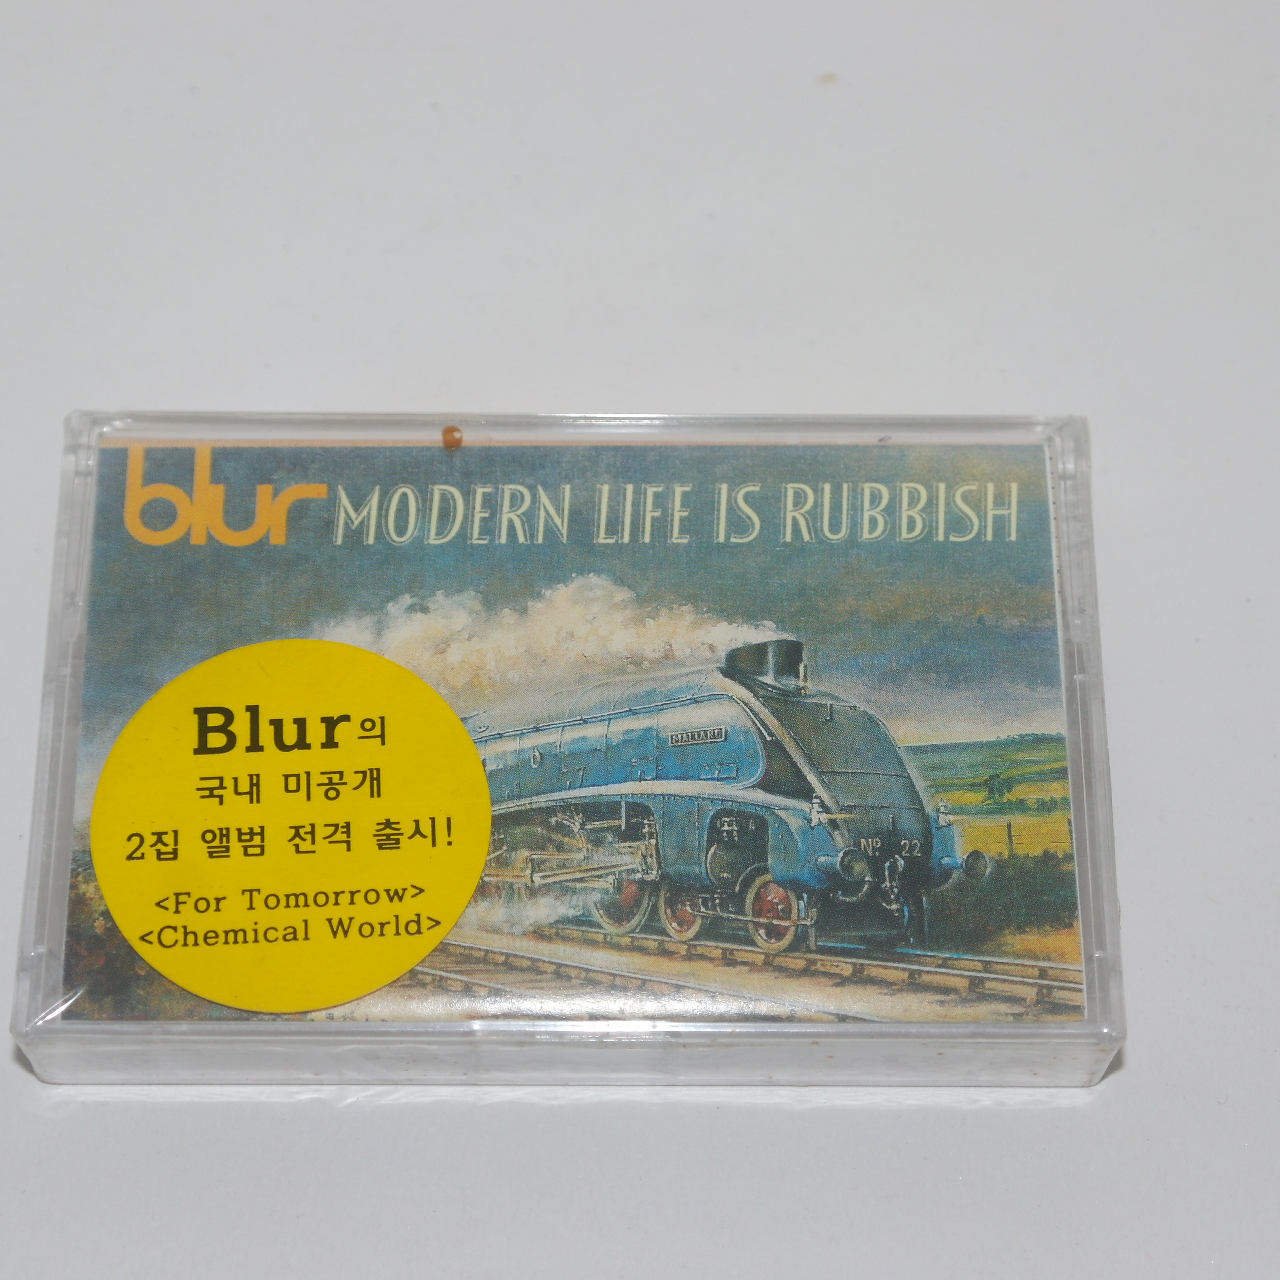 blur MODERN LIFE IS RUBBISH
MALLARD
Nº 22
Blur의
국내 미공개
2집 앨범 전격 출시!
<For Tomorrow>
<Chemical World>